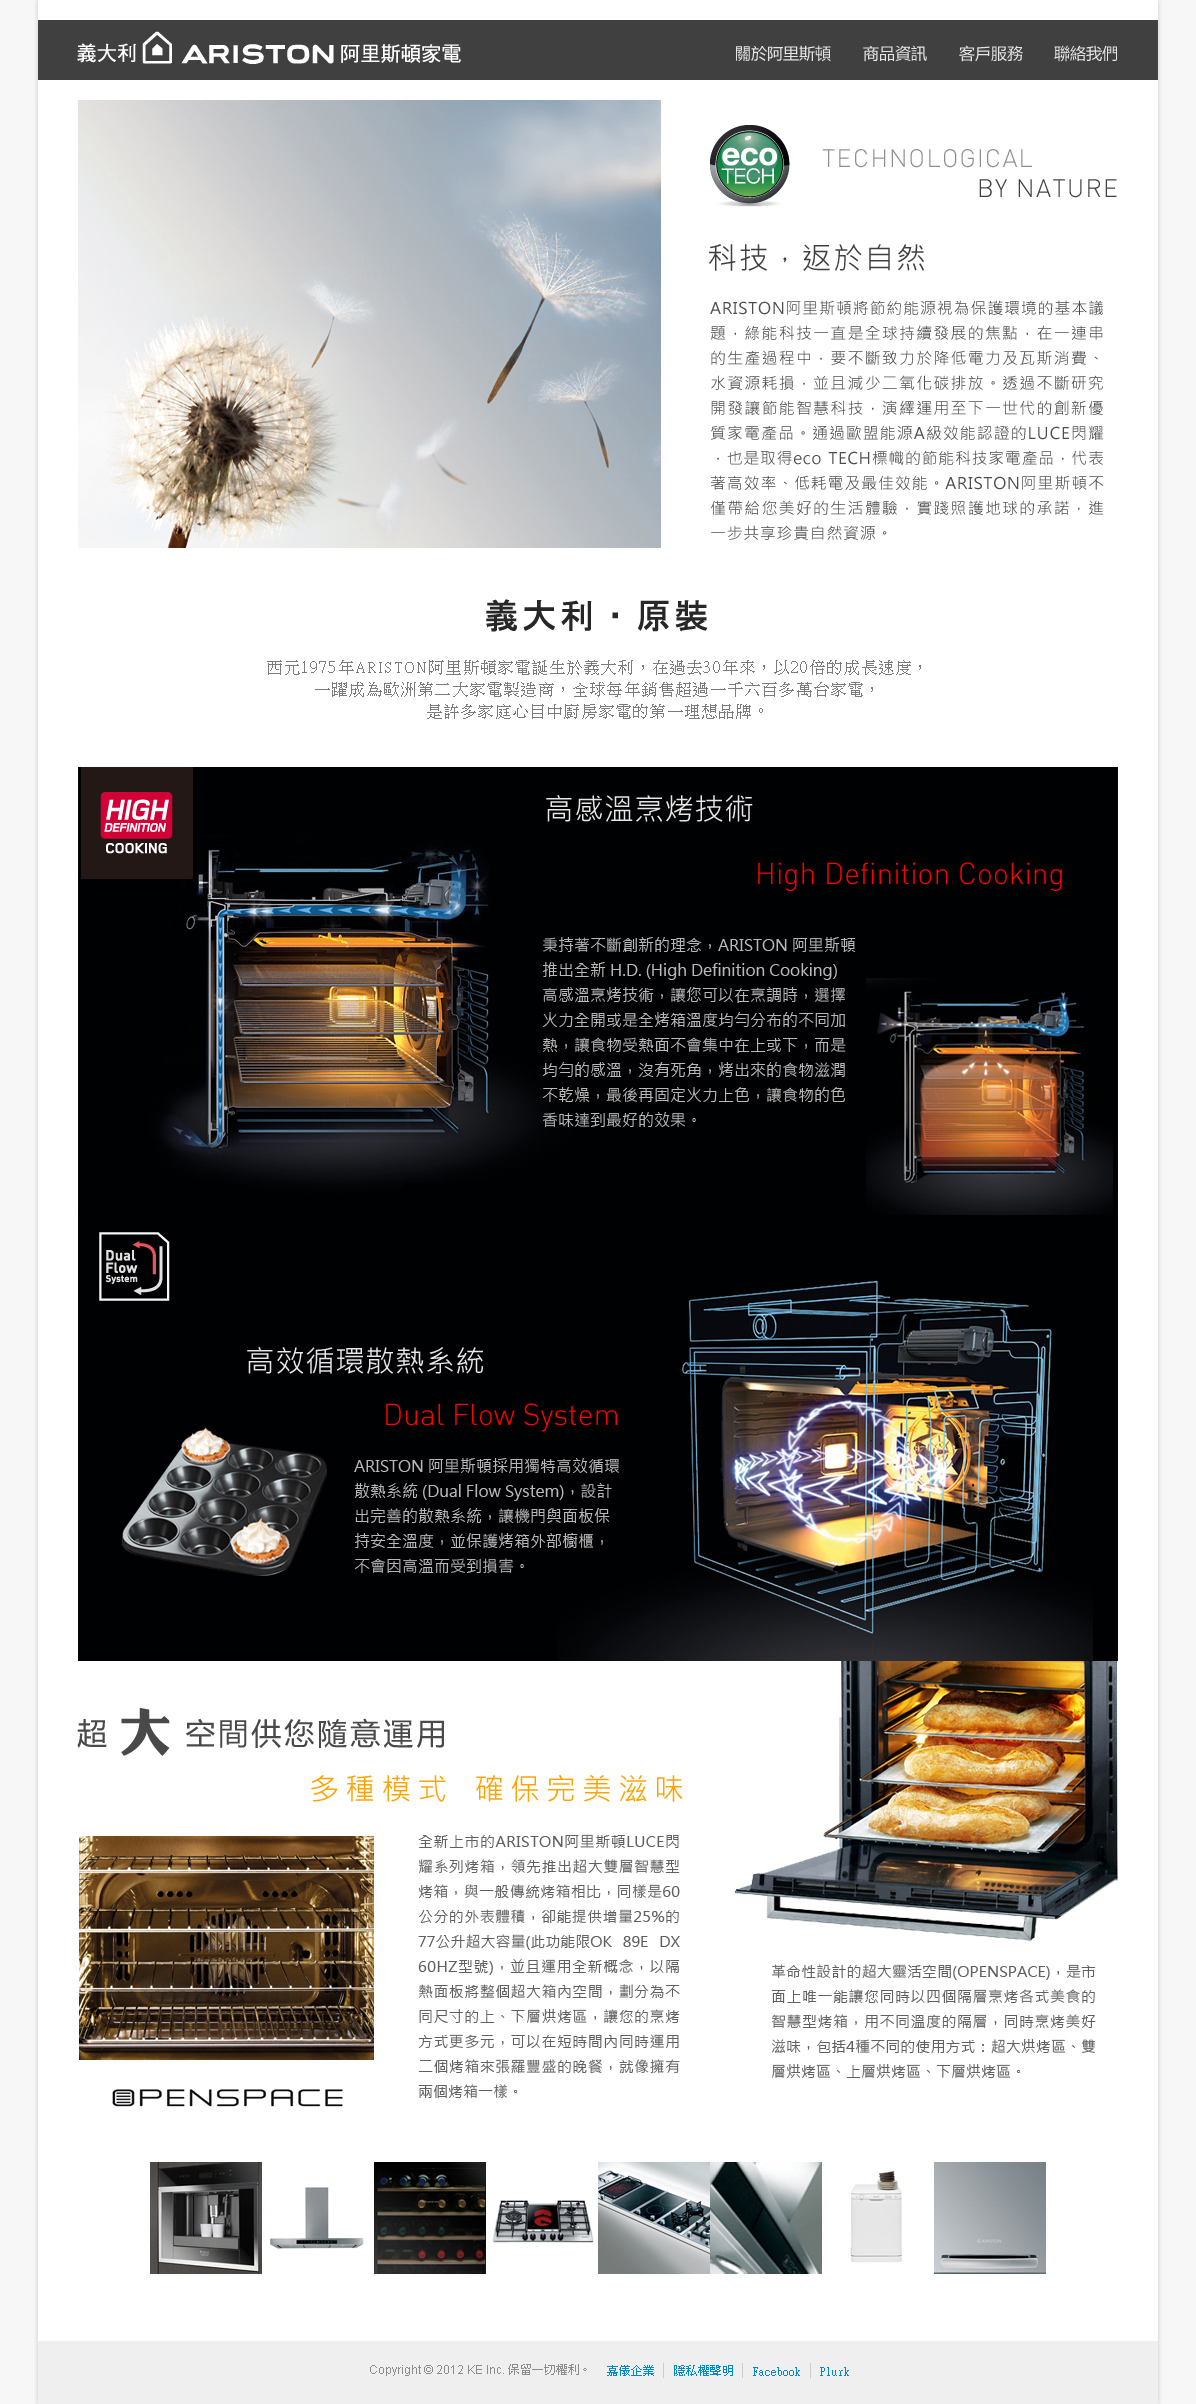 義大利 ARISTON 阿里斯頓家電
關於阿里斯頓 商品資訊 客戶服務 聯絡我們
eco
TECH
TECHNOLOGICAL
BY NATURE
科技，返於自然
ARISTON阿里斯頓將節約能源視為保護環境的基本議
題，綠能科技一直是全球持續發展的焦點，在一連串
的生產過程中，要不斷致力於降低電力及瓦斯消費、
水資源耗損，並且減少二氧化碳排放。透過不斷研究
開發讓節能智慧科技，演繹運用至下一世代的創新優
質家電產品。通過歐盟能源A級效能認證的LUCE閃耀
，也是取得eco TECH標幟的節能科技家電產品，代表
著高效率、低耗電及最佳效能。ARISTON阿里斯頓不
僅帶給您美好的生活體驗，實踐照護地球的承諾，進
一步共享珍貴自然資源。
義大利・原裝
西元1975年ARISTON阿里斯頓家電誕生於義大利，在過去30年來，以20倍的成長速度，
一躍成為歐洲第二大家電製造商，全球每年銷售超過一千六百多萬台家電，
是許多家庭心目中廚房家電的第一理想品牌。
HIGH
DEFINITION
COOKING
高感溫烹烤技術
High Definition Cooking
秉持著不斷創新的理念，ARISTON 阿里斯頓
推出全新 H.D. (High Definition Cooking)
高感溫烹烤技術，讓您可以在烹調時，選擇
火力全開或是全烤箱溫度均勻分布的不同加
熱，讓食物受熱面不會集中在上或下，而是
均勻的感溫，沒有死角，烤出來的食物滋潤
不乾燥，最後再固定火力上色，讓食物的色
香味達到最好的效果。
Dual
Flow
System
高效循環散熱系統
Dual Flow System
ARISTON 阿里斯頓採用獨特高效循環
散熱系統 (Dual Flow System)，設計
出完善的散熱系統，讓機門與面板保
持安全溫度，並保護烤箱外部櫥櫃，
不會因高溫而受到損害。
超 大 空間供您隨意運用
多種模式 確保完美滋味
全新上市的ARISTON阿里斯頓LUCE閃
耀系列烤箱，領先推出超大雙層智慧型
烤箱，與一般傳統烤箱相比，同樣是60
公分的外表體積，卻能提供增量25%的
77公升超大容量(此功能限OK 89E DX
60HZ型號)，並且運用全新概念，以隔
熱面板將整個超大箱內空間，劃分為不
同尺寸的上、下層烘烤區，讓您的烹烤
方式更多元，可以在短時間內同時運用
二個烤箱來張羅豐盛的晚餐，就像擁有
兩個烤箱一樣。
OPENSPACE
革命性設計的超大靈活空間(OPENSPACE)，是市
面上唯一能讓您同時以四個隔層烹烤各式美食的
智慧型烤箱，用不同溫度的隔層，同時烹烤美好
滋味，包括4種不同的使用方式：超大烘烤區、雙
層烘烤區、上層烘烤區、下層烘烤區。
ARISTON
Copyright © 2012 KE Inc. 保留一切權利。 嘉儀企業 隱私權聲明 Facebook Plurk